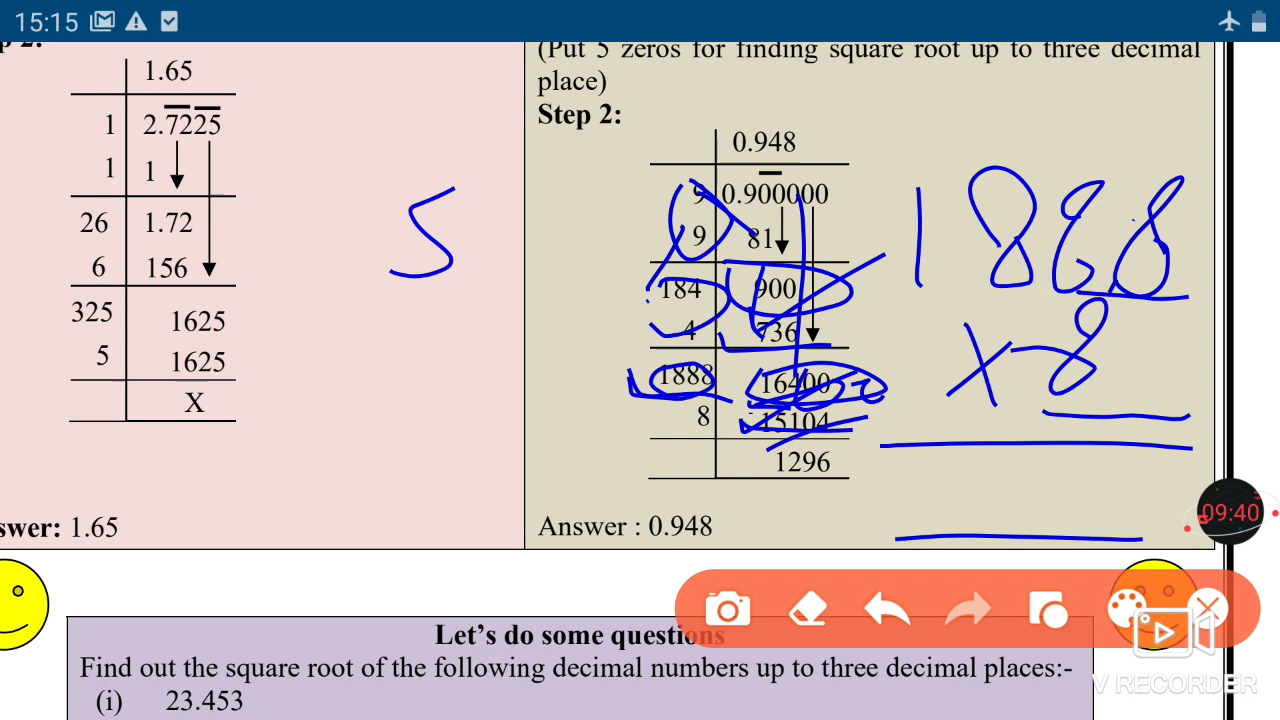 15:15
p 2:
1.65
1 2.7225
1 1
26 1.72
6 156
325 1625
5 1625
X
swer: 1.65
5
(Put 5 zeros for finding square root up to three decimal
place)
Step 2:
0.948
9 0.900000
9 81
184 900
4 736
1888 16400
8 15104
1296
Answer : 0.948
1888
X 8
09:40
Let's do some questions
Find out the square root of the following decimal numbers up to three decimal places:-
(i) 23.453
V RECORDER